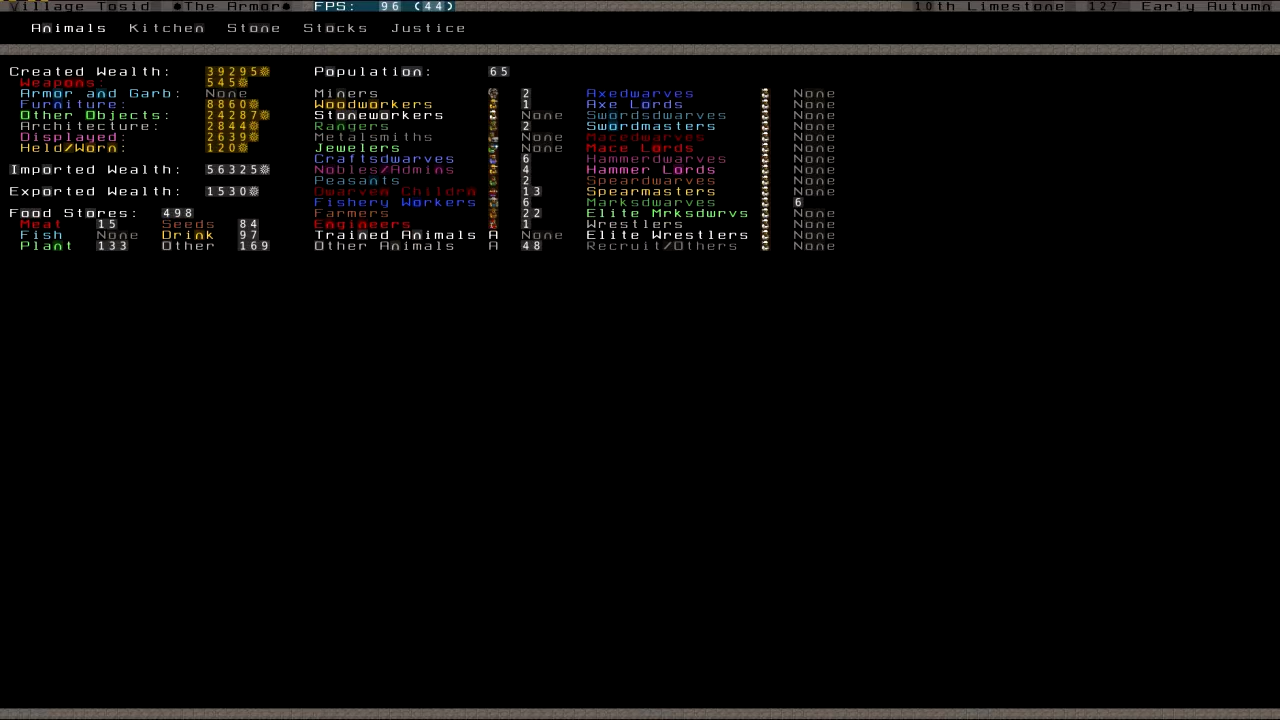 Village Tosid "The Armor" FPS: 96 (44) 10th Limestone 127 Early Autumn
Animals Kitchen Stone Stocks Justice
Created Wealth: 39295☼ Population: 65
Weapons: 545☼
Armor and Garb: None Miners 2 Axedwarves None
Furniture: 8860☼ Woodworkers 1 Axe Lords None
Other Objects: 24287☼ Stoneworkers None Swordsdwarves None
Architecture: 2844☼ Rangers 2 Swordmasters None
Displayed: 2639☼ Metalsmiths None Macedwarves None
Held/Worn: 120☼ Jewelers None Mace Lords None
Craftsdwarves 6 Hammerdwarves None
Imported Wealth: 56325☼ Nobles/Admins 4 Hammer Lords None
Peasants 2 Speardwarves None
Exported Wealth: 1530☼ Dwarven Childrn 13 Spearmasters None
Fishery Workers 6 Marksdwarves 6
Food Stores: 498 Farmers 22 Elite Mrksdwrvs None
Meat 15 Seeds 84 Engineers 1 Wrestlers None
Fish None Drink 97 Trained Animals A None Elite Wrestlers None
Plant 133 Other 169 Other Animals A 48 Recruit/Others None